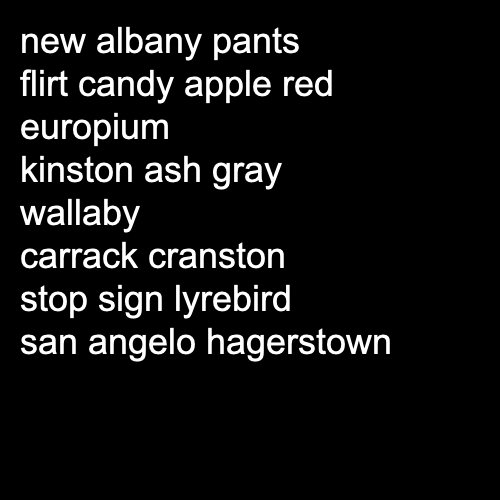 new albany pants
flirt candy apple red
europium
kinston ash gray
wallaby
carrack cranston
stop sign lyrebird
san angelo hagerstown